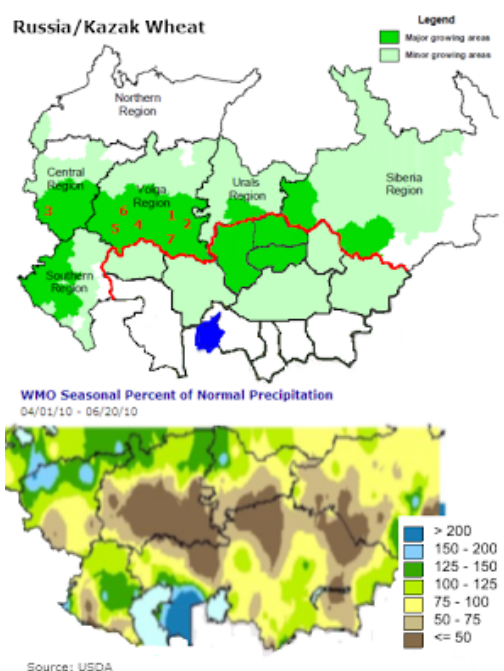 Russia/Kazak Wheat
Legend
Major growing areas
Minor growing areas
Northern
Region
Central
Region
Volga
Region
Urals
Region
Siberia
Region
3
6
1
5
4
2
7
Southern
Region
WMO Seasonal Percent of Normal Precipitation
04/01/10 - 06/20/10
> 200
150 - 200
125 - 150
100 - 125
75 - 100
50 - 75
<= 50
Source: USDA